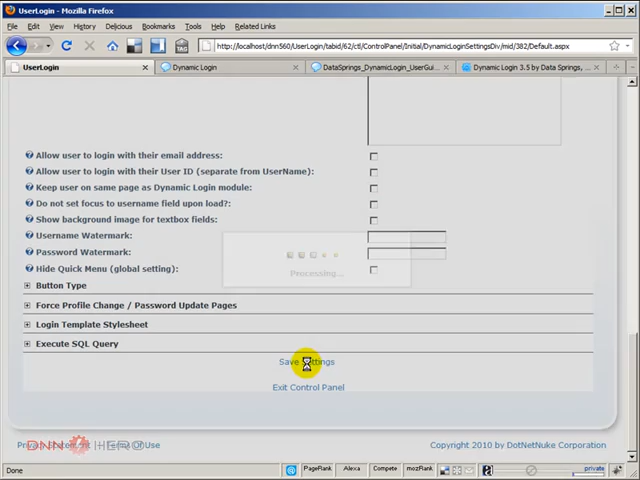 UserLogin - Mozilla Firefox
File Edit View History Delicious Bookmarks Tools Help Related Links
http://localhost/dnn560/UserLogin/tabid/62/ctl/ControlPanel/Initial/DynamicLoginSettingsDiv/mid/382/Default.aspx
UserLogin Dynamic Login DataSprings_DynamicLogin_UserGui... Dynamic Login 3.5 by Data Springs, ...
Allow user to login with their email address:
Allow user to login with their User ID (separate from UserName):
Keep user on same page as Dynamic Login module:
Do not set focus to username field upon load?:
Show background image for textbox fields:
Username Watermark:
Password Watermark:
Hide Quick Menu (global setting):
Processing...
Button Type
Force Profile Change / Password Update Pages
Login Template Stylesheet
Execute SQL Query
Save Settings
Exit Control Panel
Privacy Statement Terms Of Use Copyright 2010 by DotNetNuke Corporation
DNN HERO
Done PageRank Alexa Compete mozRank private